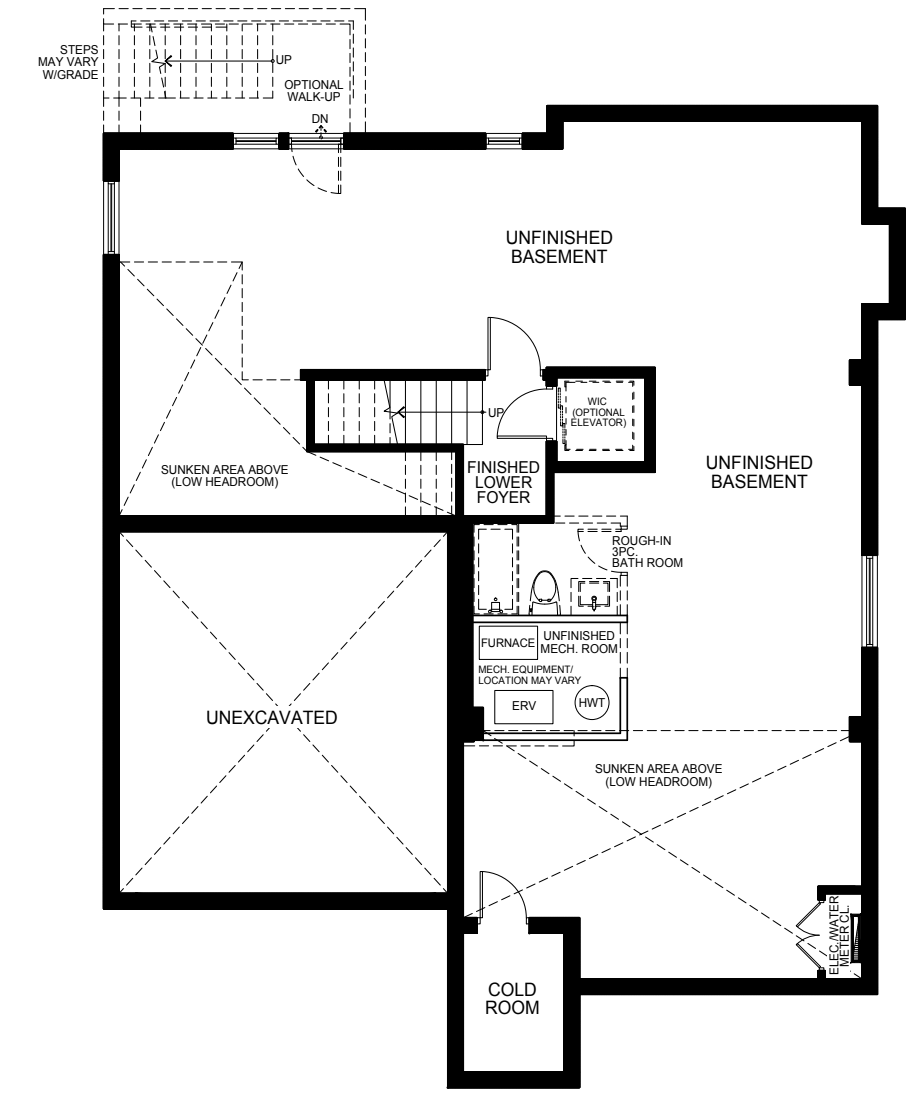 STEPS
MAY VARY
W/GRADE
UP
OPTIONAL
WALK-UP
DN
UNFINISHED
BASEMENT
UP
WIC
(OPTIONAL
ELEVATOR)
SUNKEN AREA ABOVE
(LOW HEADROOM)
FINISHED
LOWER
FOYER
UNFINISHED
BASEMENT
ROUGH-IN
3PC.
BATH ROOM
FURNACE
UNFINISHED
MECH. ROOM
MECH. EQUIPMENT/
LOCATION MAY VARY
ERV
HWT
UNEXCAVATED
SUNKEN AREA ABOVE
(LOW HEADROOM)
ELEC./WATER
METER CL.
COLD
ROOM